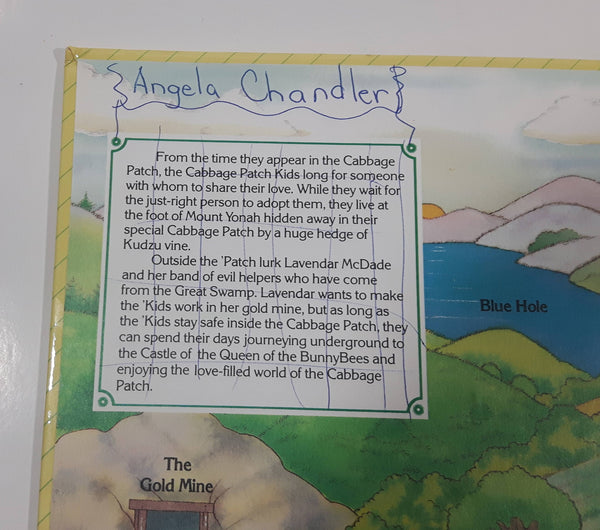 Angela Chandler
From the time they appear in the Cabbage
Patch, the Cabbage Patch Kids long for someone
with whom to share their love. While they wait for
the just-right person to adopt them, they live at
the foot of Mount Yonah hidden away in their
special Cabbage Patch by a huge hedge of
Kudzu vine.
Outside the 'Patch lurk Lavendar McDade
and her band of evil helpers who have come
from the Great Swamp. Lavendar wants to make
the 'Kids work in her gold mine, but as long as
the 'Kids stay safe inside the Cabbage Patch, they
can spend their days journeying underground to
the Castle of the Queen of the BunnyBees and
enjoying the love-filled world of the Cabbage
Patch.
Blue Hole
The
Gold Mine